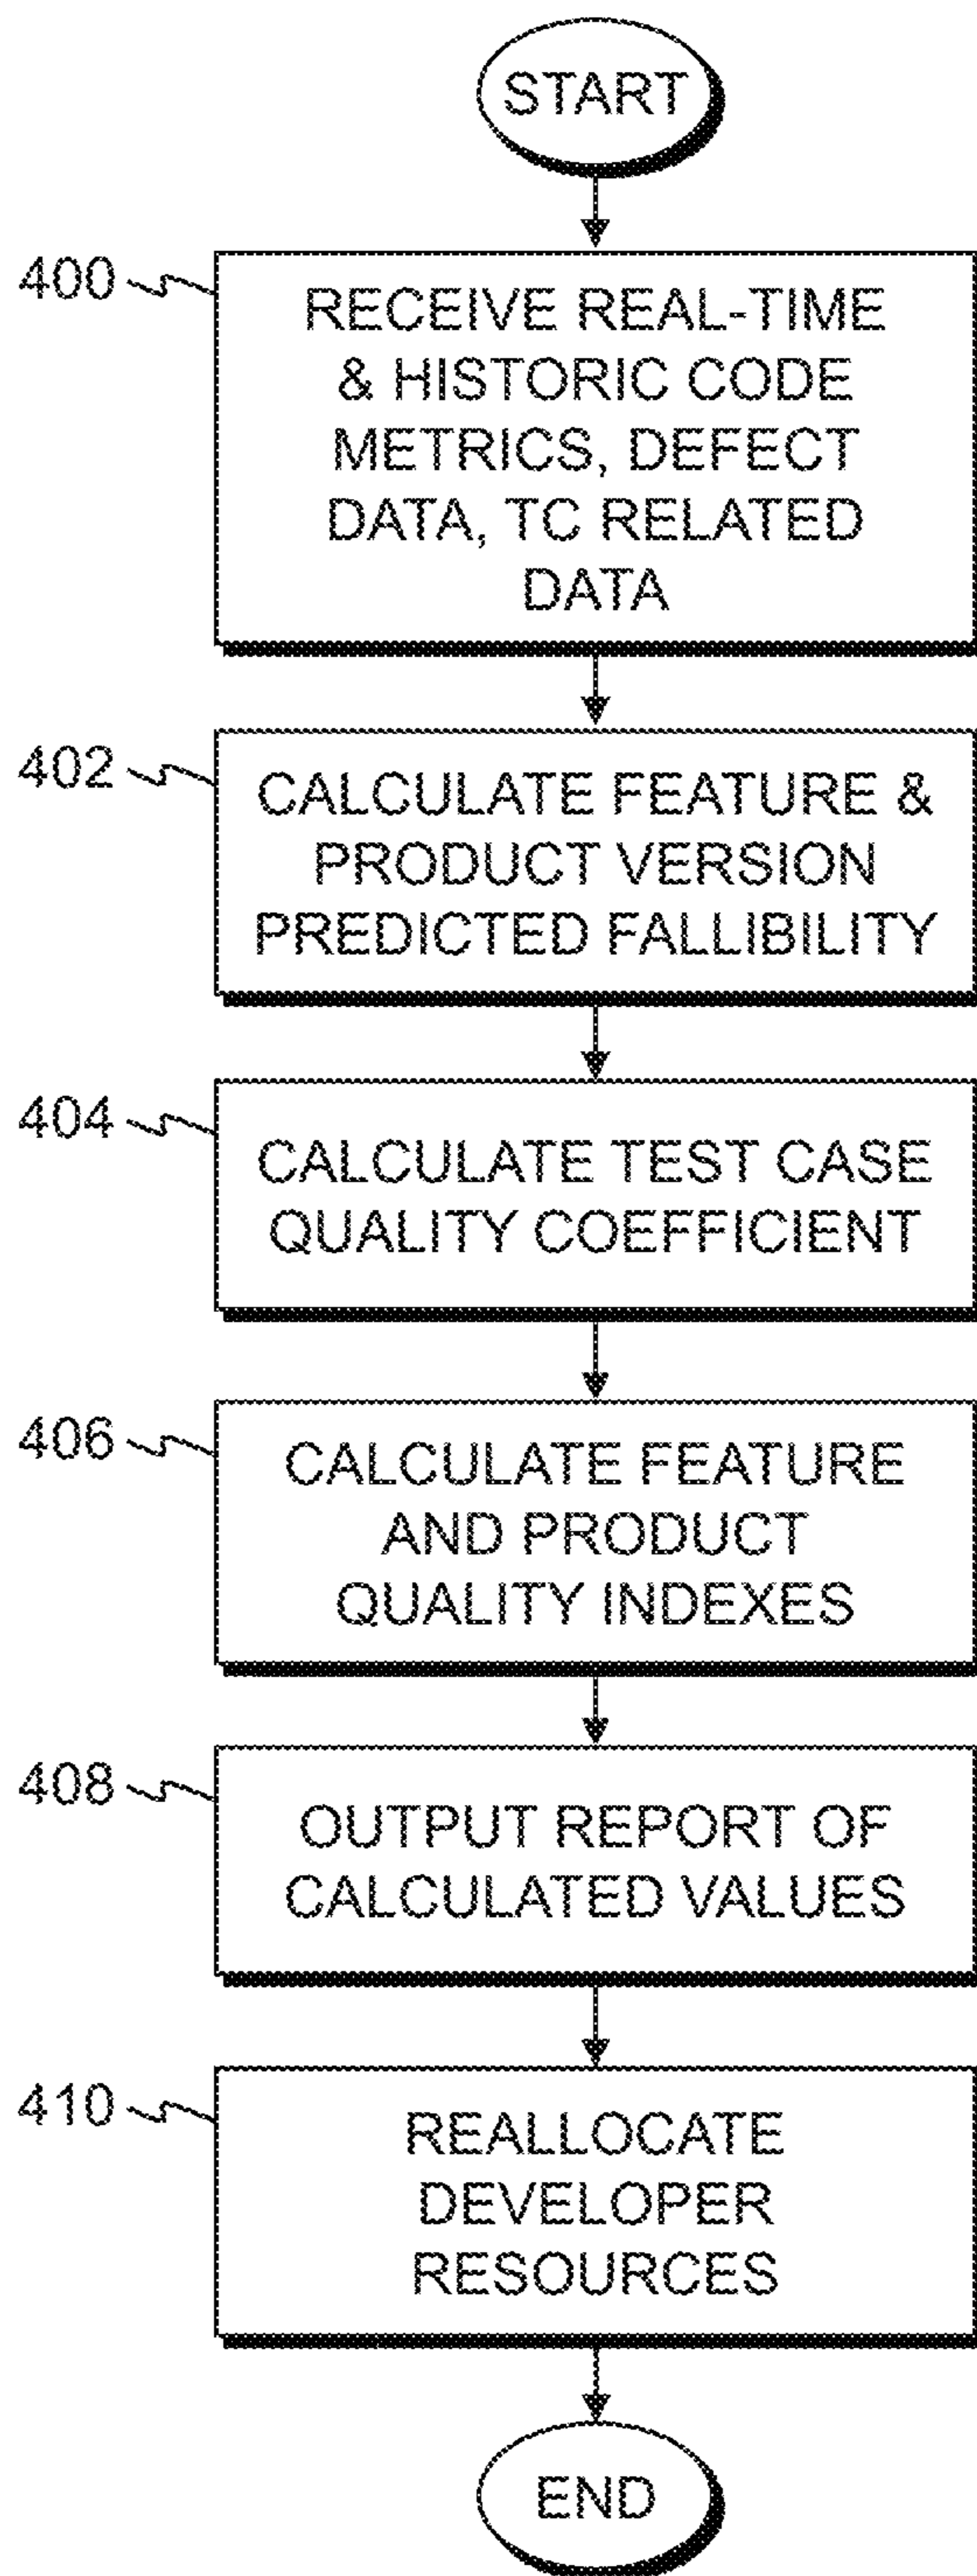 START
400
RECEIVE REAL-TIME
& HISTORIC CODE
METRICS, DEFECT
DATA, TC RELATED
DATA
402
CALCULATE FEATURE &
PRODUCT VERSION
PREDICTED FALLIBILITY
404
CALCULATE TEST CASE
QUALITY COEFFICIENT
406
CALCULATE FEATURE
AND PRODUCT
QUALITY INDEXES
408
OUTPUT REPORT OF
CALCULATED VALUES
410
REALLOCATE
DEVELOPER
RESOURCES
END